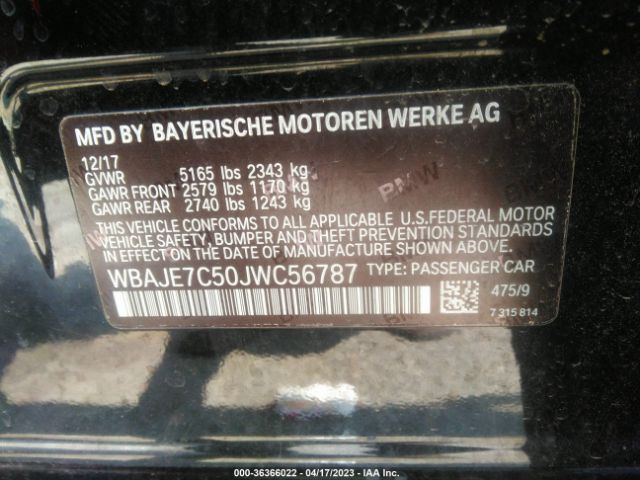 MFD BY BAYERISCHE MOTOREN WERKE AG
12/17
GVWR 5165 lbs 2343 kg
GAWR FRONT 2579 lbs 1170 kg
GAWR REAR 2740 lbs 1243 kg
THIS VEHICLE CONFORMS TO ALL APPLICABLE U.S.FEDERAL MOTOR
VEHICLE SAFETY, BUMPER AND THEFT PREVENTION STANDARDS
IN EFFECT ON THE DATE OF MANUFACTURE SHOWN ABOVE.
WBAJE7C50JWC56787 TYPE: PASSENGER CAR
475/9
7 315 814
BMW
000-36366022 - 04/17/2023 - IAA Inc.